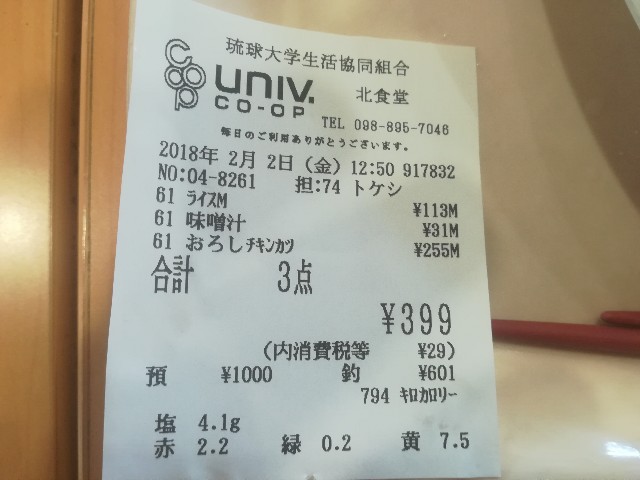 琉球大学生活協同組合
coop UNIV. CO-OP 北食堂
TEL 098-895-7046
毎日のご利用ありがとうございます。
2018年 2月 2日(金) 12:50 917832
NO:04-8261 担:74 トケシ
61 ライスM ¥113M
61 味噌汁 ¥31M
61 おろしチキンカツ ¥255M
合計 3点
¥399
(内消費税等 ¥29)
預 ¥1000 釣 ¥601
794 キロカロリー
塩 4.1g
赤 2.2 緑 0.2 黄 7.5